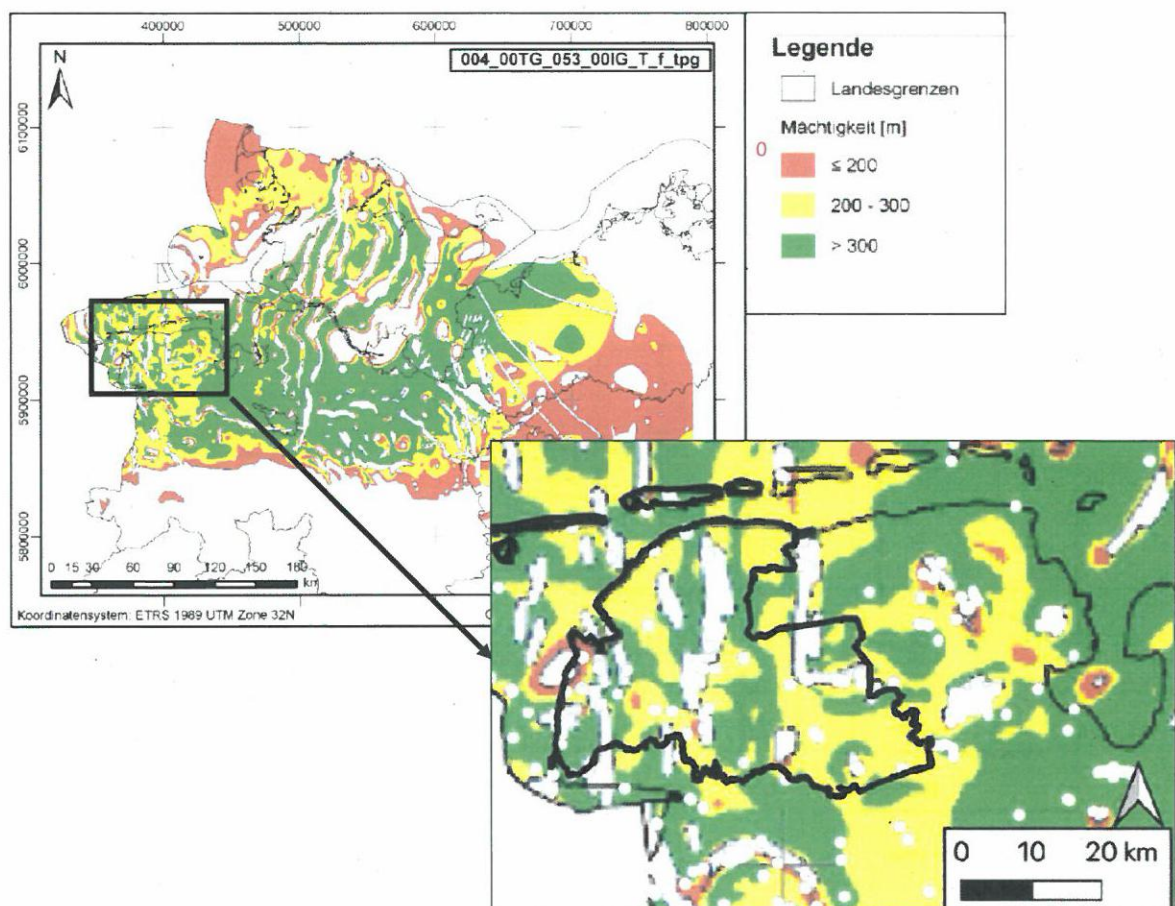 400000 500000 600000 700000 800000
N
004_00TG_053_00IG_T_f_tpg
6100000
6000000
5900000
5800000
0 15 30 60 90 120 150 180
km
Koordinatensystem: ETRS 1989 UTM Zone 32N
Legende
Landesgrenzen
Mächtigkeit [m]
0
≤ 200
200 - 300
> 300
0 10 20 km